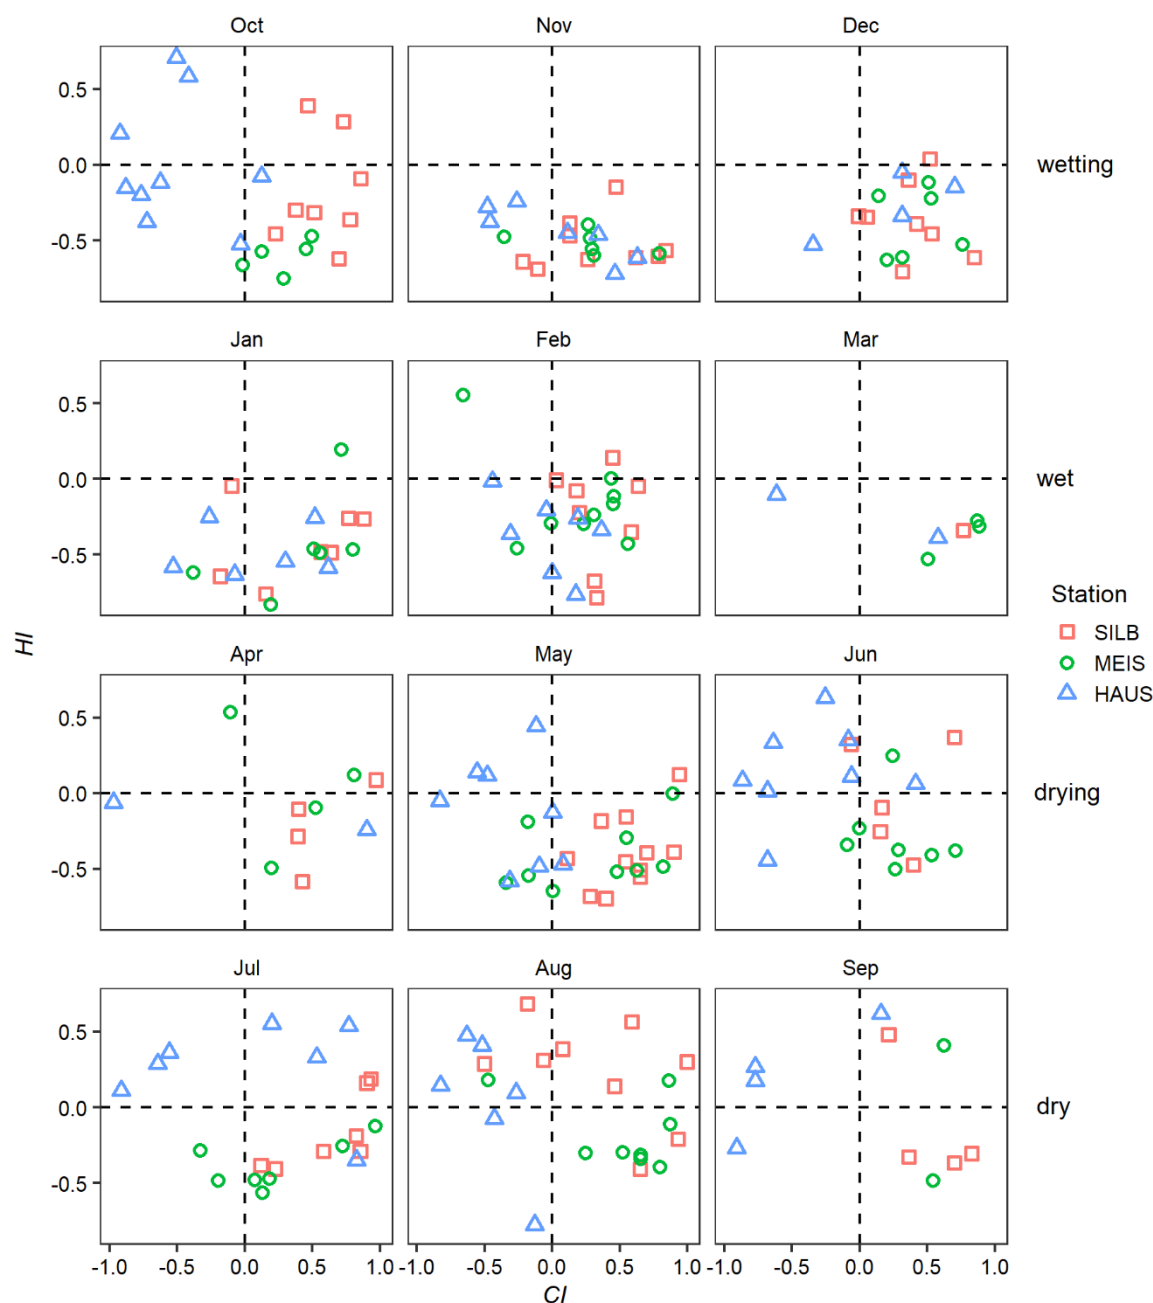 Oct Nov Dec
0.5
0.0
-0.5
wetting
Jan Feb Mar
0.5
0.0
-0.5
wet
Station
SILB
MEIS
HAUS
HI
Apr May Jun
0.5
0.0
-0.5
drying
Jul Aug Sep
0.5
0.0
-0.5
dry
-1.0 -0.5 0.0 0.5 1.0 -1.0 -0.5 0.0 0.5 1.0 -1.0 -0.5 0.0 0.5 1.0
CI